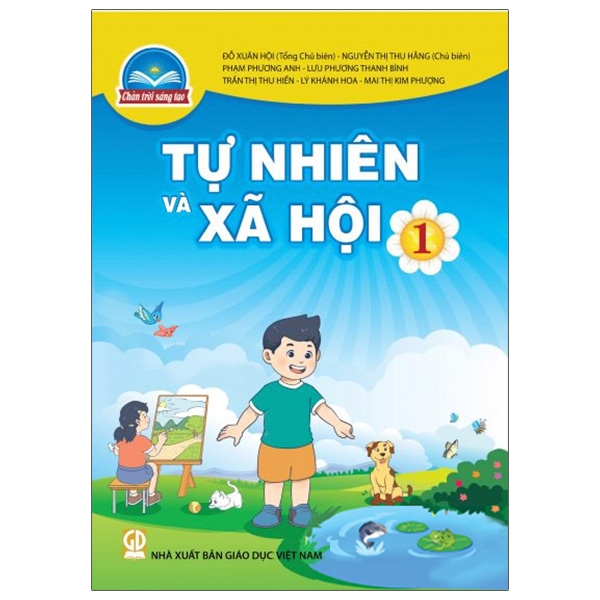 ĐỖ XUÂN HỘI (Tổng Chủ biên) - NGUYỄN THỊ THU HẰNG (Chủ biên)
PHẠM PHƯƠNG ANH - LƯU PHƯƠNG THANH BÌNH
TRẦN THỊ THU HIỀN - LÝ KHÁNH HOA - MAI THỊ KIM PHƯỢNG
Chân trời sáng tạo
TỰ NHIÊN
VÀ XÃ HỘI 1
GD
NHÀ XUẤT BẢN GIÁO DỤC VIỆT NAM